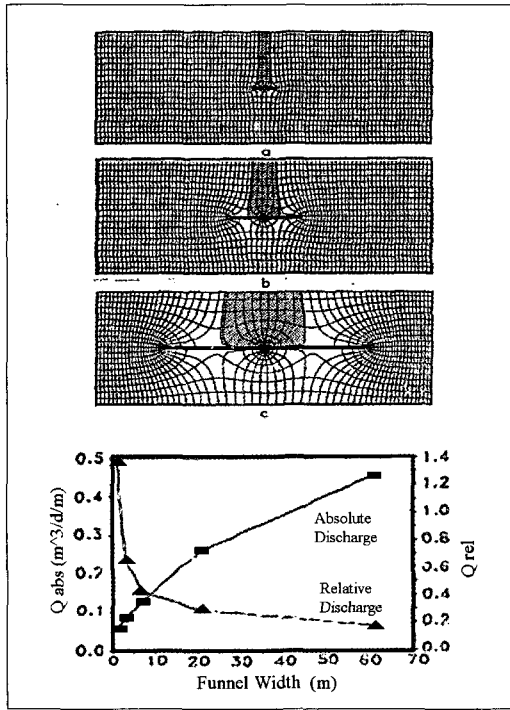 a
b
c
0.5 1.4
0.4 1.2
1.0
0.3 0.8
0.2 0.6
0.4
0.1 0.2
0.0 0.0
Q abs (m^3/d/m)
Q rel
Absolute
Discharge
Relative
Discharge
0 10 20 30 40 50 60 70
Funnel Width (m)